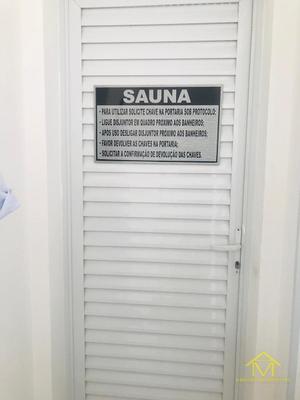 SAUNA
- PARA UTILIZAR SOLICITE CHAVE NA PORTARIA SOB PROTOCOLO;
- LIGUE DISJUNTOR EM QUADRO PROXIMO AOS BANHEIROS;
- APOS USO DESLIGAR DISJUNTOR PROXIMO AOS BANHEIROS;
- FAVOR DEVOLVER AS CHAVES NA PORTARIA;
- SOLICITAR A CONFIRMAÇÃO DE DEVOLUÇÃO DAS CHAVES.